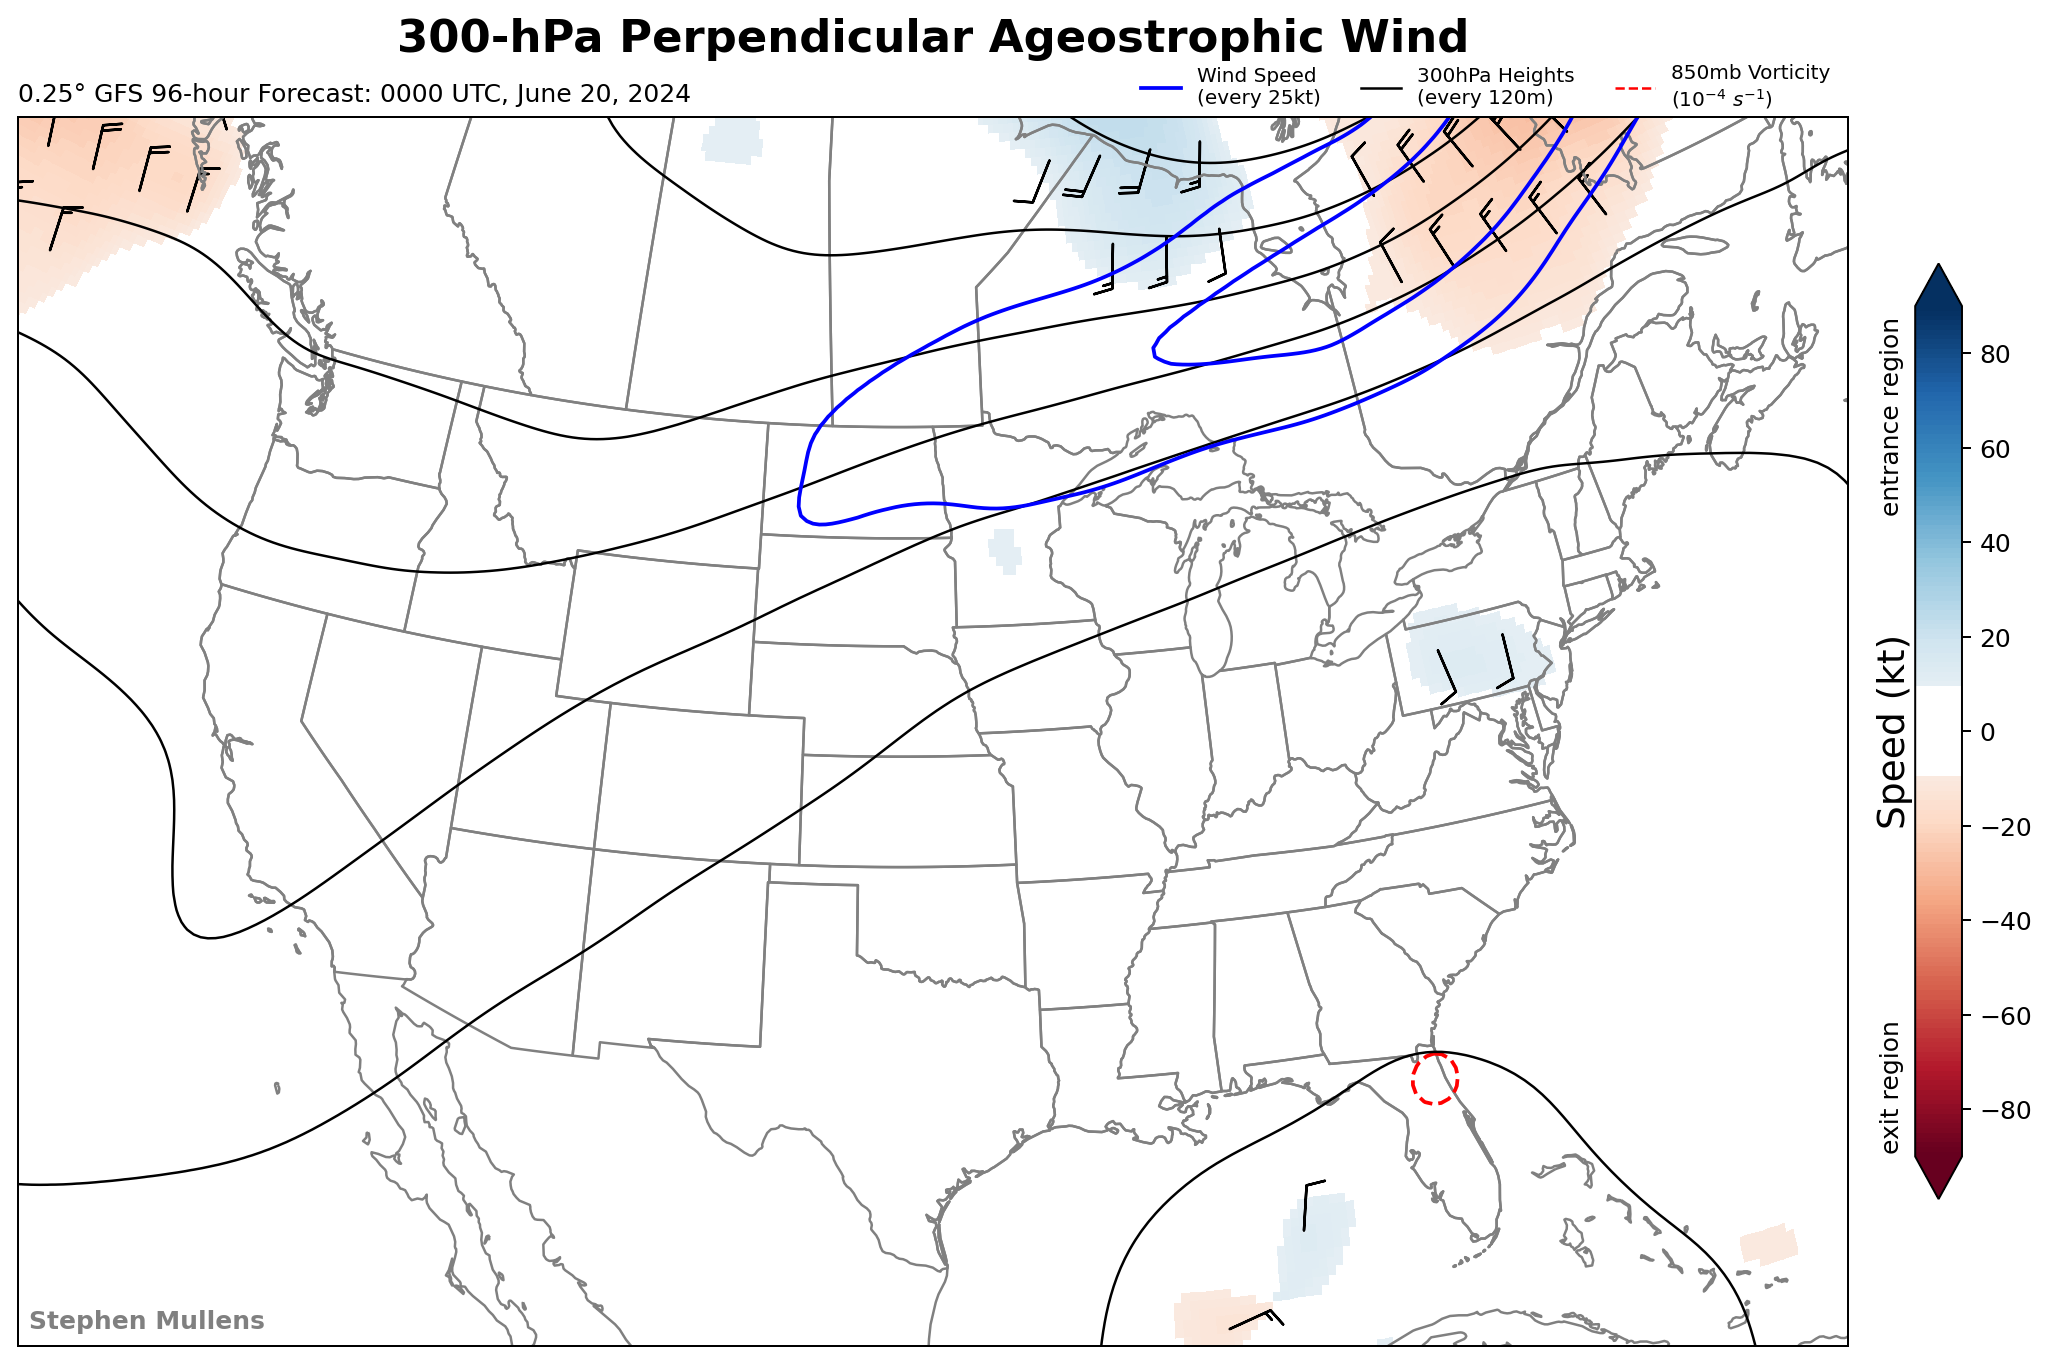 300-hPa Perpendicular Ageostrophic Wind
0.25° GFS 96-hour Forecast: 0000 UTC, June 20, 2024
Wind Speed
(every 25kt)
300hPa Heights
(every 120m)
850mb Vorticity
(10⁻⁴ s⁻¹)
entrance region
Speed (kt)
exit region
80
60
40
20
0
−20
−40
−60
−80
Stephen Mullens